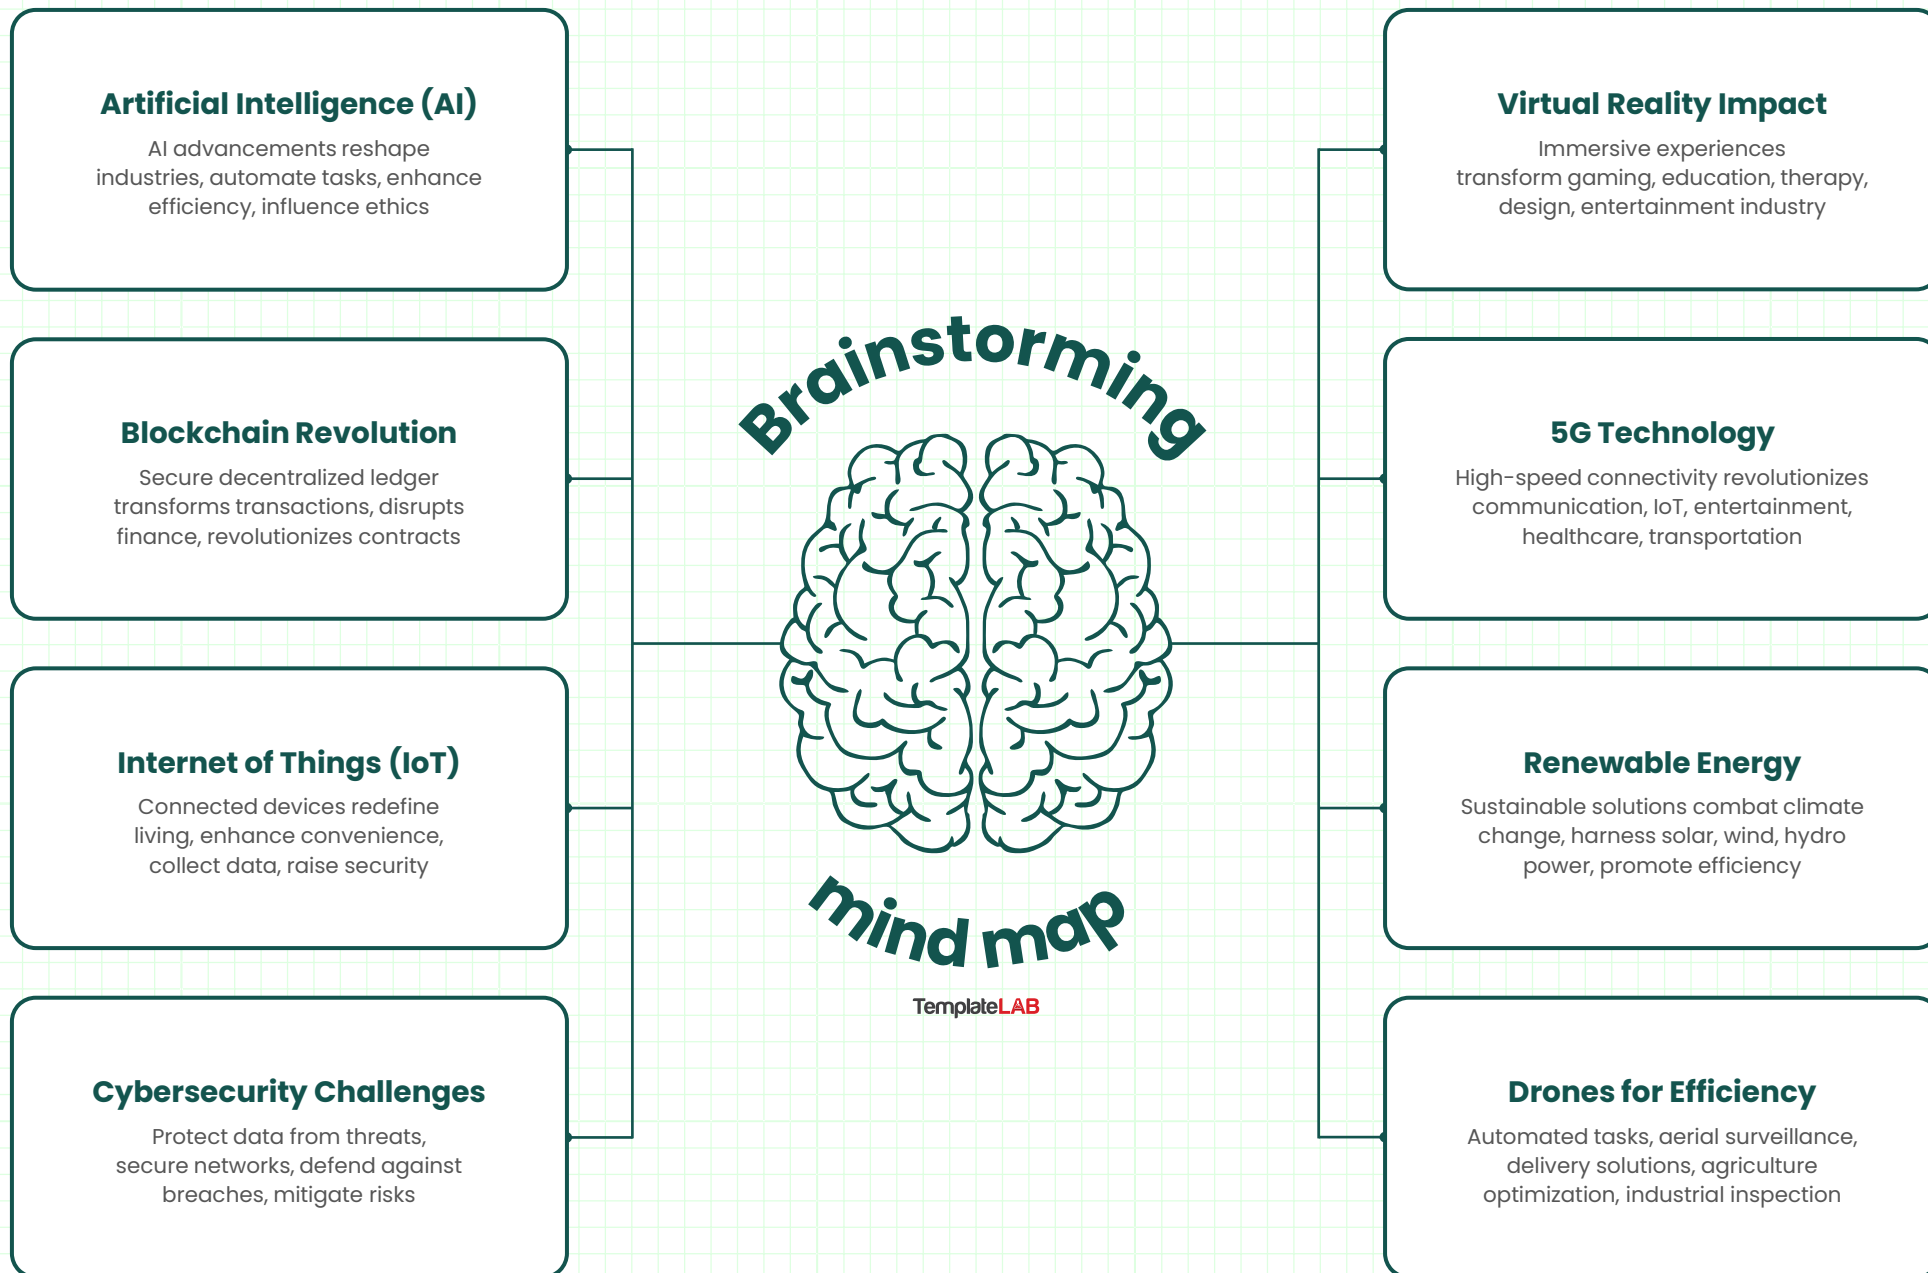 Artificial Intelligence (AI)
AI advancements reshape
industries, automate tasks, enhance
efficiency, influence ethics
Blockchain Revolution
Secure decentralized ledger
transforms transactions, disrupts
finance, revolutionizes contracts
Internet of Things (IoT)
Connected devices redefine
living, enhance convenience,
collect data, raise security
Cybersecurity Challenges
Protect data from threats,
secure networks, defend against
breaches, mitigate risks
Brainstorming
mind map
TemplateLAB
Virtual Reality Impact
Immersive experiences
transform gaming, education, therapy,
design, entertainment industry
5G Technology
High-speed connectivity revolutionizes
communication, IoT, entertainment,
healthcare, transportation
Renewable Energy
Sustainable solutions combat climate
change, harness solar, wind, hydro
power, promote efficiency
Drones for Efficiency
Automated tasks, aerial surveillance,
delivery solutions, agriculture
optimization, industrial inspection